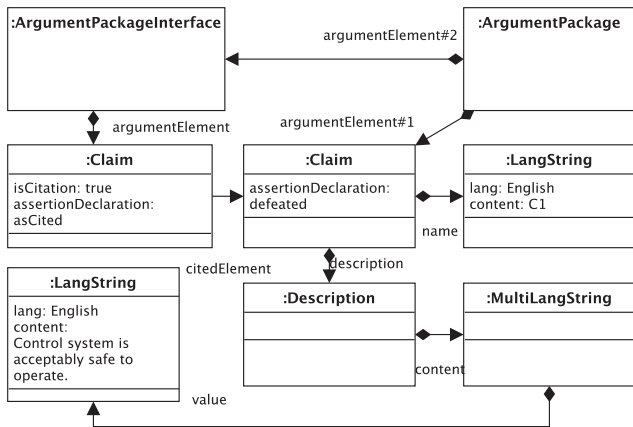 :ArgumentPackageInterface
:ArgumentPackage
argumentElement#2
argumentElement#1
argumentElement
:Claim
isCitation: true
assertionDeclaration:
asCited
:Claim
assertionDeclaration:
defeated
:LangString
lang: English
content: C1
name
citedElement
description
:LangString
lang: English
content:
Control system is
acceptably safe to
operate.
:Description
:MultiLangString
content
value